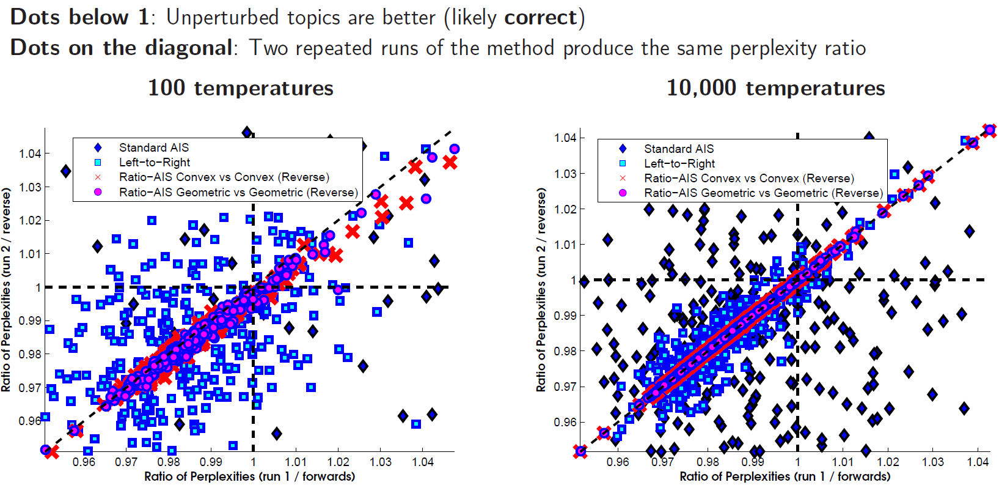 Dots below 1: Unperturbed topics are better (likely correct)
Dots on the diagonal: Two repeated runs of the method produce the same perplexity ratio
100 temperatures
Ratio of Perplexities (run 2 / reverse)
1.04
1.03
1.02
1.01
1
0.99
0.98
0.97
0.96
Standard AIS
Left-to-Right
Ratio-AIS Convex vs Convex (Reverse)
Ratio-AIS Geometric vs Geometric (Reverse)
0.96 0.97 0.98 0.99 1 1.01 1.02 1.03 1.04
Ratio of Perplexities (run 1 / forwards)
10,000 temperatures
Ratio of Perplexities (run 2 / reverse)
1.04
1.03
1.02
1.01
1
0.99
0.98
0.97
0.96
Standard AIS
Left-to-Right
Ratio-AIS Convex vs Convex (Reverse)
Ratio-AIS Geometric vs Geometric (Reverse)
0.96 0.97 0.98 0.99 1 1.01 1.02 1.03 1.04
Ratio of Perplexities (run 1 / forwards)